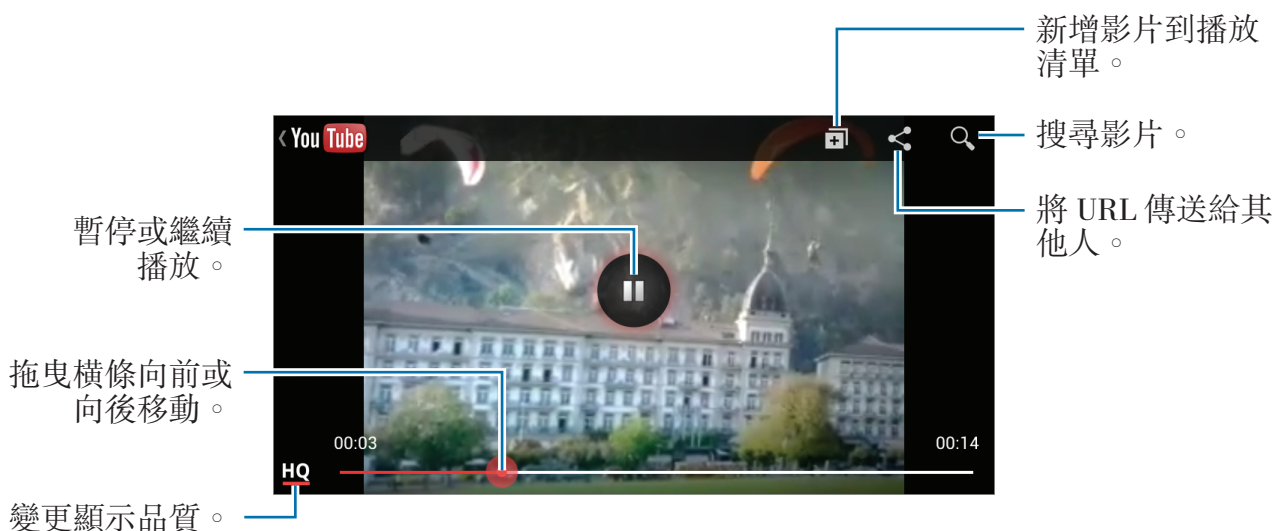 新增影片到播放
清單。
You Tube
搜尋影片。
將 URL 傳送給其
他人。
暫停或繼續
播放。
拖曳橫條向前或
向後移動。
00:03
00:14
HQ
變更顯示品質。